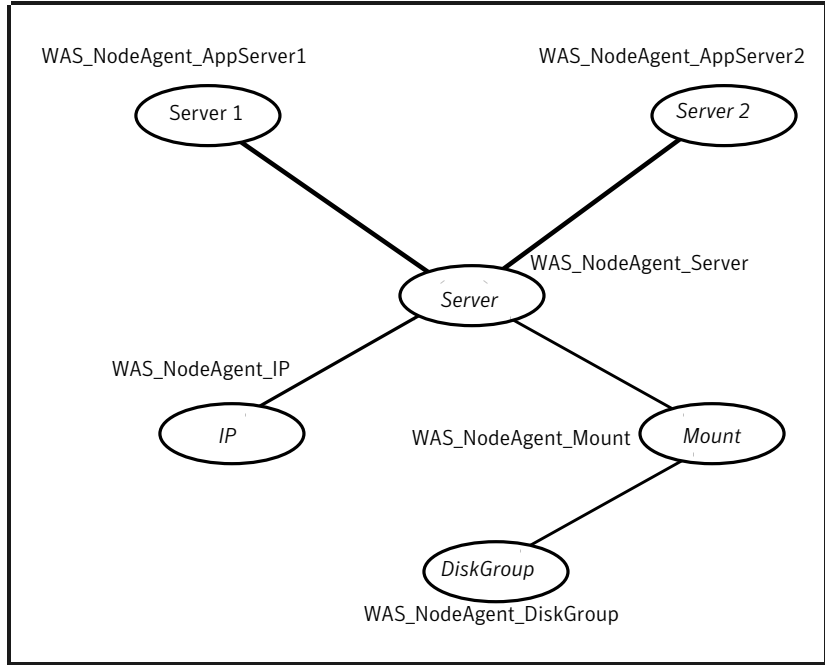 WAS_NodeAgent_AppServer1
WAS_NodeAgent_AppServer2
Server 1
Server 2
WAS_NodeAgent_Server
Server
WAS_NodeAgent_IP
IP
WAS_NodeAgent_Mount
Mount
DiskGroup
WAS_NodeAgent_DiskGroup